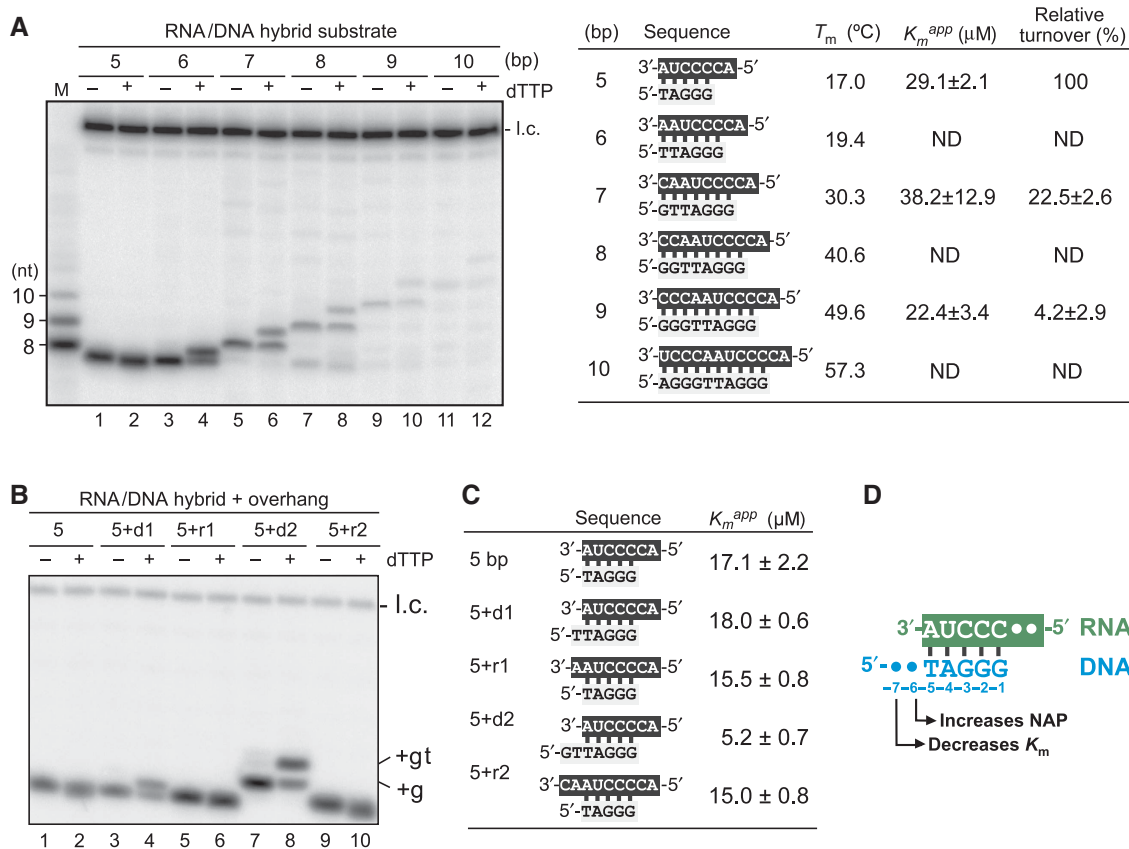 A
RNA/DNA hybrid substrate
5 6 7 8 9 10 (bp)
M – + – + – + – + – + – + dTTP
- l.c.
(nt)
10
9
8
1 2 3 4 5 6 7 8 9 10 11 12
(bp) Sequence Tm (ºC) Km^app (μM) Relative turnover (%)
3′-AUCCCCA-5′
5 17.0 29.1±2.1 100
5′-TAGGG
3′-AAUCCCCA-5′
6 19.4 ND ND
5′-TTAGGG
3′-CAAUCCCCA-5′
7 30.3 38.2±12.9 22.5±2.6
5′-GTTAGGG
3′-CCAAUCCCCA-5′
8 40.6 ND ND
5′-GGTTAGGG
3′-CCCAAUCCCCA-5′
9 49.6 22.4±3.4 4.2±2.9
5′-GGGTTAGGG
3′-UCCCAAUCCCCA-5′
10 57.3 ND ND
5′-AGGGTTAGGG
B
RNA/DNA hybrid + overhang
5 5+d1 5+r1 5+d2 5+r2
– + – + – + – + – + dTTP
- l.c.
+gt
+g
1 2 3 4 5 6 7 8 9 10
C
Sequence Km^app (μM)
3′-AUCCCCA-5′
5 bp 17.1 ± 2.2
5′-TAGGG
3′-AUCCCCA-5′
5+d1 18.0 ± 0.6
5′-TTAGGG
3′-AAUCCCCA-5′
5+r1 15.5 ± 0.8
5′-TAGGG
3′-AUCCCCA-5′
5+d2 5.2 ± 0.7
5′-GTTAGGG
5+r2 15.0 ± 0.8
3′-CAAUCCCCA-5′
5′-TAGGG
D
3′-AUCCC••-5′ RNA
5′-••TAGGG DNA
–7–6–5–4–3–2–1
Increases NAP
Decreases Km